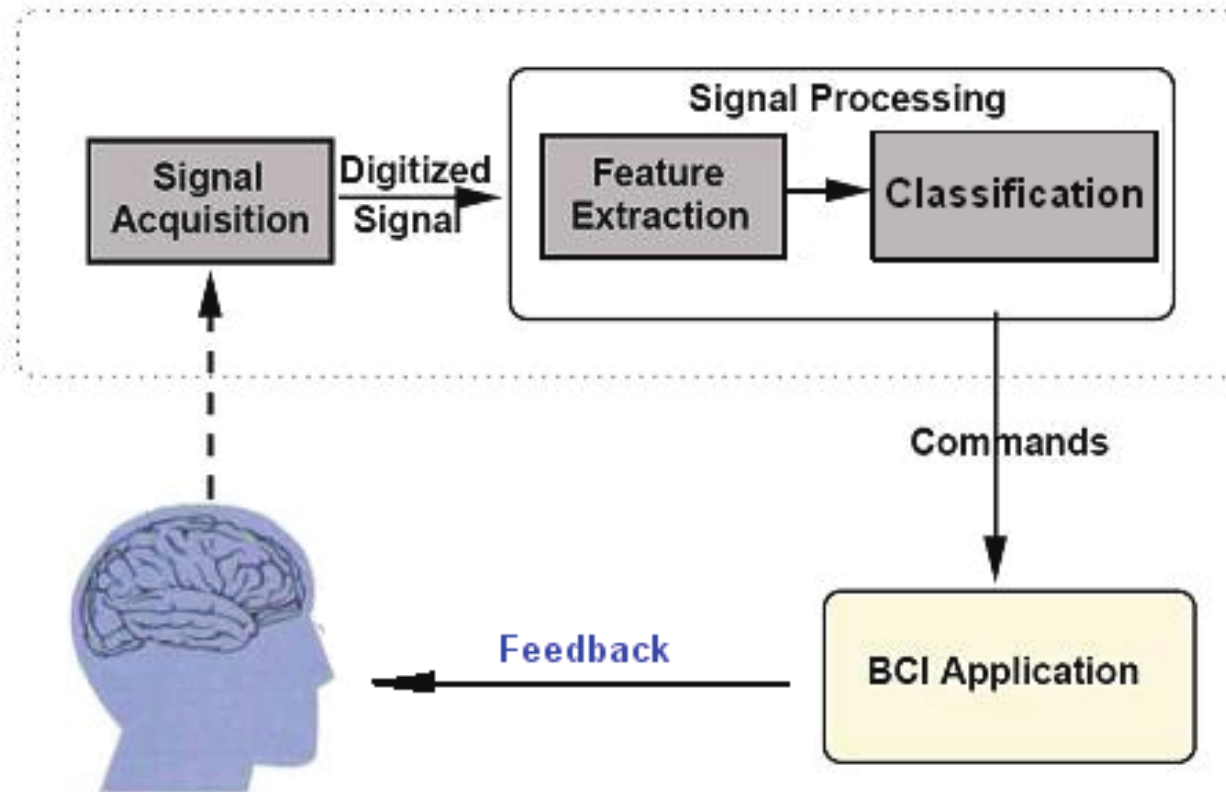 Signal Processing
Signal
Acquisition
Digitized
Signal
Feature
Extraction
Classification
Commands
BCI Application
Feedback